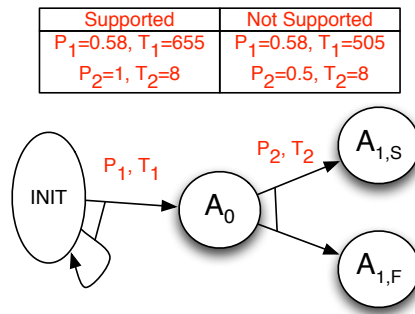 Supported Not Supported
P1=0.58, T1=655 P1=0.58, T1=505
P2=1, T2=8 P2=0.5, T2=8
P1, T1
P2, T2
A1,S
INIT
A0
A1,F